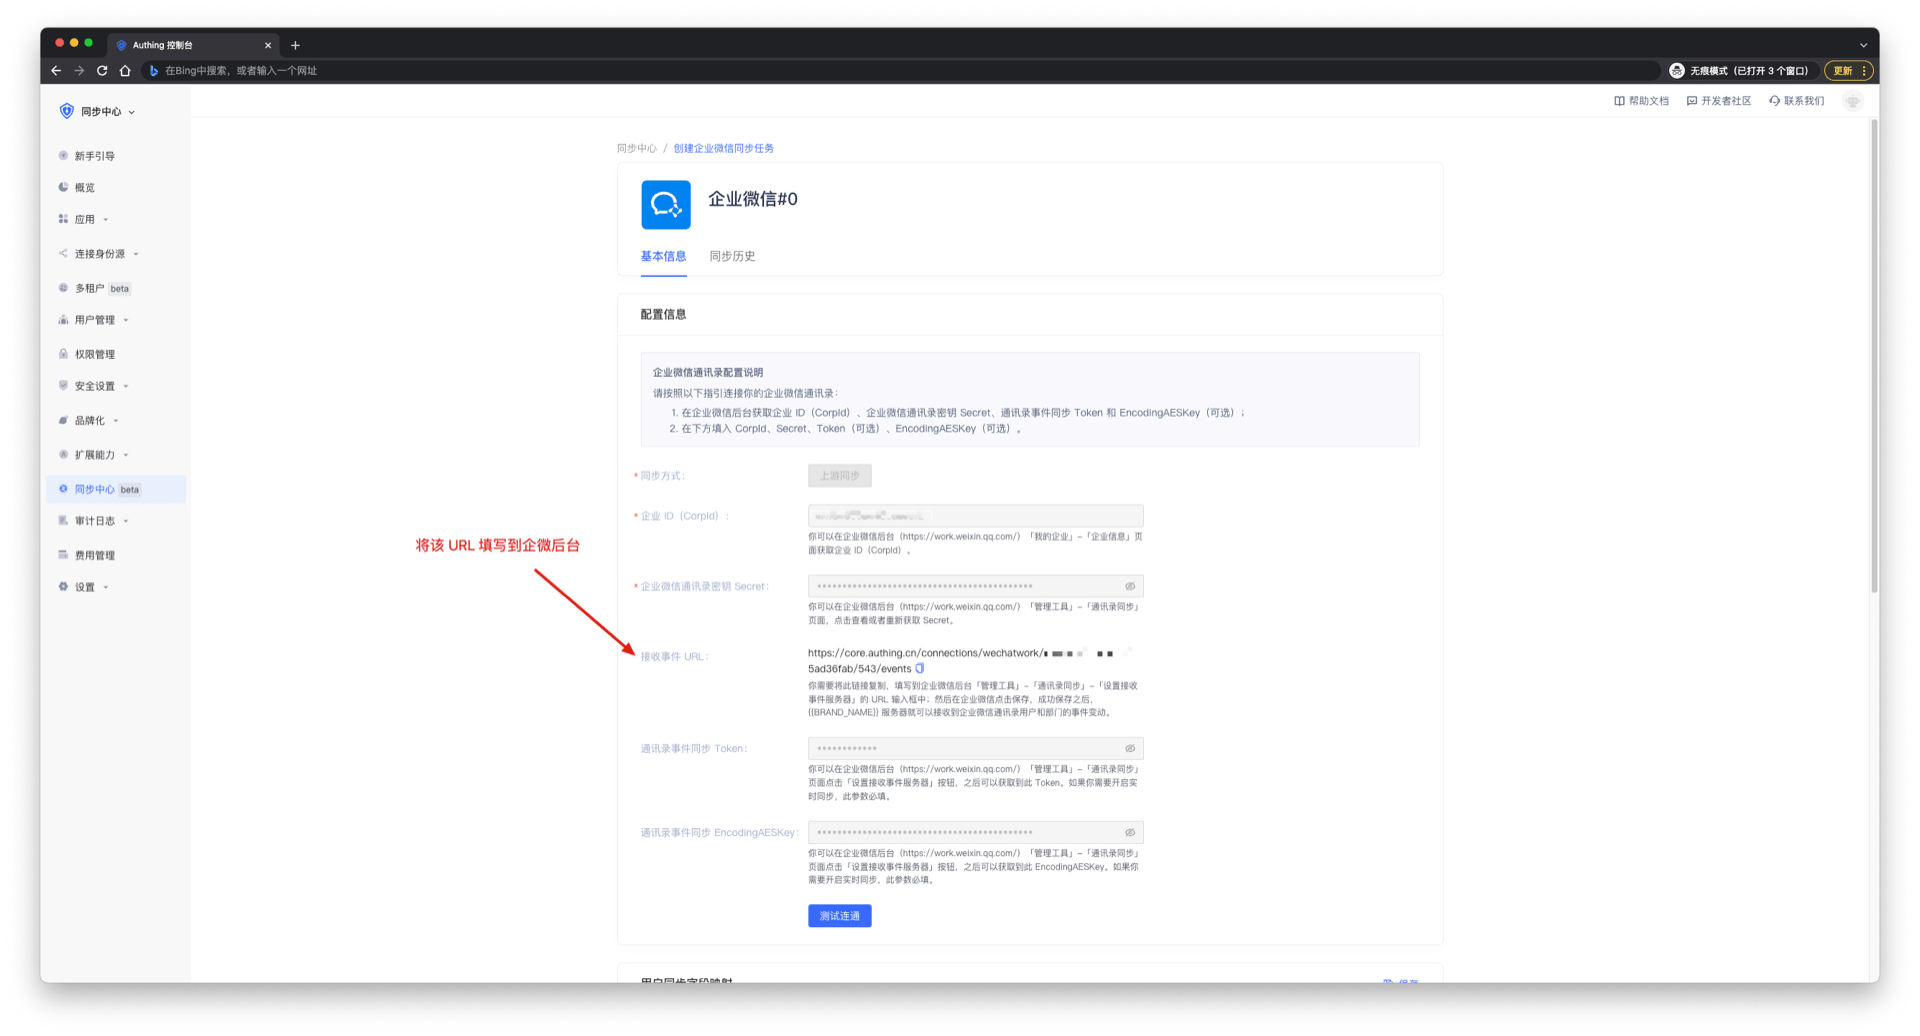 Authing 控制台
在Bing中搜索，或者输入一个网址
无痕模式（已打开 3 个窗口）
更新
同步中心
帮助文档
开发者社区
联系我们
新手引导
概览
应用
连接身份源
多租户 beta
用户管理
权限管理
安全设置
品牌化
扩展能力
同步中心 beta
审计日志
费用管理
设置
同步中心 / 创建企业微信同步任务
企业微信#0
基本信息
同步历史
配置信息
企业微信通讯录配置说明
请按照以下指引连接你的企业微信通讯录：
1. 在企业微信后台获取企业 ID（CorpId）、企业微信通讯录密钥 Secret、通讯录事件同步 Token 和 EncodingAESKey（可选）；
2. 在下方填入 CorpId、Secret、Token（可选）、EncodingAESKey（可选）。
* 同步方式：
上游同步
* 企业 ID（CorpId）：
你可以在企业微信后台（https://work.weixin.qq.com/）「我的企业」-「企业信息」页
面获取企业 ID（CorpId）。
将该 URL 填写到企微后台
* 企业微信通讯录密钥 Secret：
你可以在企业微信后台（https://work.weixin.qq.com/）「管理工具」-「通讯录同步」
页面，点击查看或者重新获取 Secret。
接收事件 URL：
https://core.authing.cn/connections/wechatwork/
5ad36fab/543/events
你需要将此链接复制，填写到企业微信后台「管理工具」-「通讯录同步」-「设置接收
事件服务器」的 URL 输入框中；然后在企业微信点击保存，成功保存之后，
{{BRAND_NAME}} 服务器就可以接收到企业微信通讯录用户和部门的事件变动。
通讯录事件同步 Token：
你可以在企业微信后台（https://work.weixin.qq.com/）「管理工具」-「通讯录同步」
页面点击「设置接收事件服务器」按钮，之后可以获取到此 Token。如果你需要开启实
时同步，此参数必填。
通讯录事件同步 EncodingAESKey：
你可以在企业微信后台（https://work.weixin.qq.com/）「管理工具」-「通讯录同步」
页面点击「设置接收事件服务器」按钮，之后可以获取到此 EncodingAESKey。如果你
需要开启实时同步，此参数必填。
测试连通
用户同步字段映射
保存